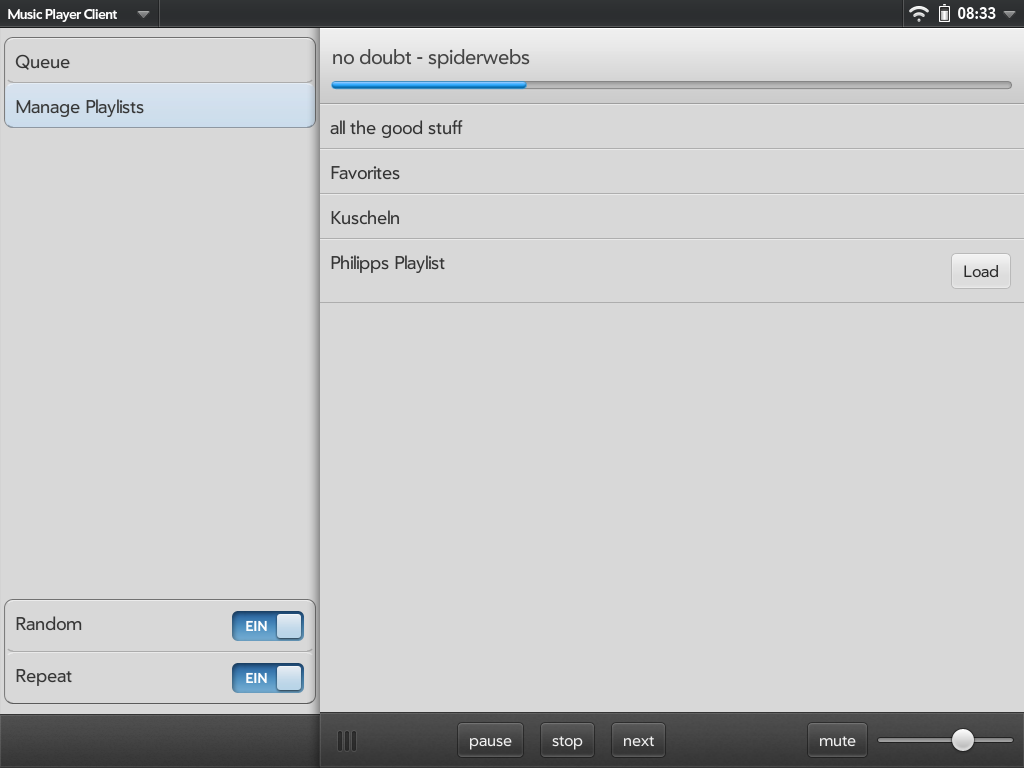 Music Player Client
08:33
Queue
Manage Playlists
no doubt - spiderwebs
all the good stuff
Favorites
Kuscheln
Philipps Playlist
Load
Random
EIN
Repeat
EIN
pause
stop
next
mute